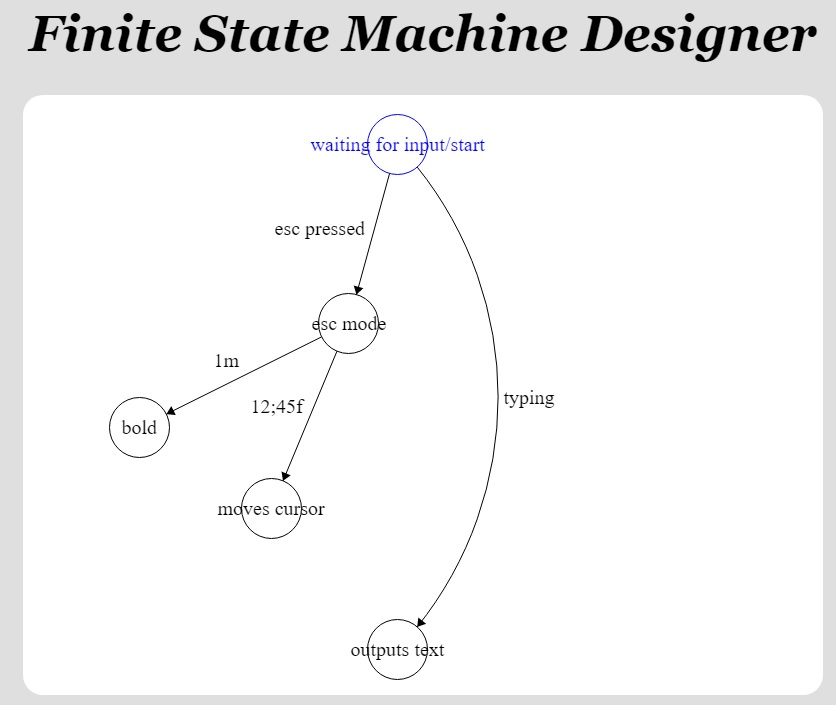 Finite State Machine Designer
waiting for input/start
esc pressed
esc mode
1m
12;45f
typing
bold
moves cursor
outputs text